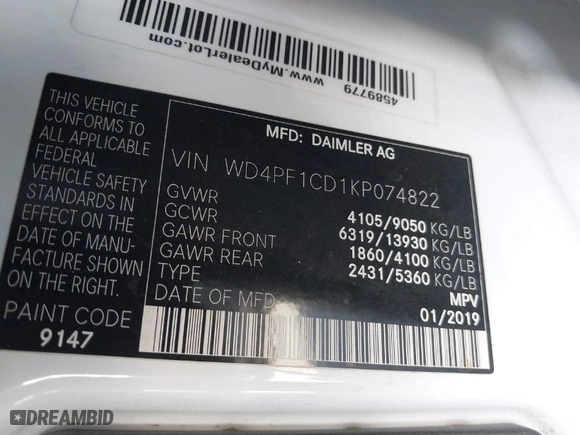 4589779
www.MyDealerLot.com
THIS VEHICLE
CONFORMS TO
ALL APPLICABLE
FEDERAL
VEHICLE SAFETY
STANDARDS IN
EFFECT ON THE
DATE OF MANU-
FACTURE SHOWN
ON THE RIGHT.
PAINT CODE
9147
MFD: DAIMLER AG
VIN WD4PF1CD1KP074822
GVWR 4105/9050 KG/LB
GCWR 6319/13930 KG/LB
GAWR FRONT 1860/4100 KG/LB
GAWR REAR 2431/5360 KG/LB
TYPE MPV
DATE OF MFD 01/2019
DREAMBID